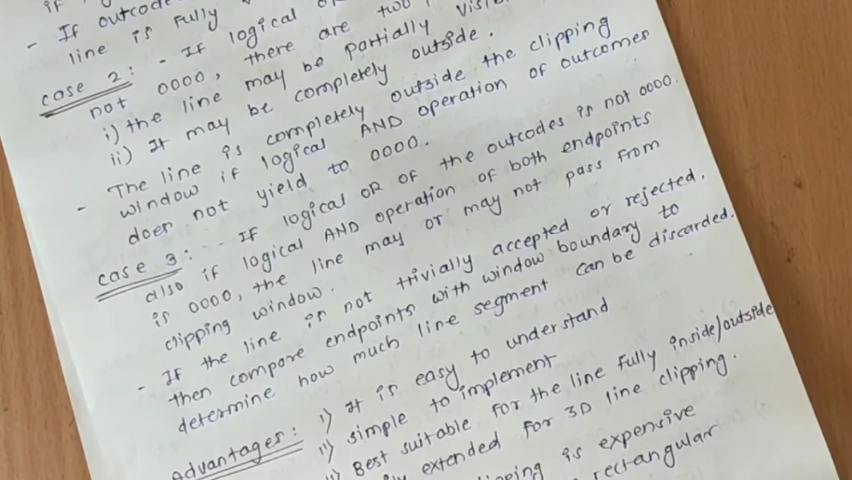 if
- If outcodes
line is fully
case 2: - If logical OR
not 0000, there are two
i) the line may be partially visi
ii) It may be completely outside.
- The line is completely outside the clipping
window if logical AND operation of outcomes
does not yield to 0000.
case 3: - If logical OR of the outcodes is not 0000.
also if logical AND operation of both endpoints
is 0000, the line may or may not pass from
clipping window.
- If the line is not trivially accepted or rejected,
then compare endpoints with window boundary to
determine how much line segment can be discarded.
Advantages: i) It is easy to understand
ii) simple to implement
Best suitable for the line fully inside/outside
extended for 3D line clipping.
clipping is expensive
rectangular